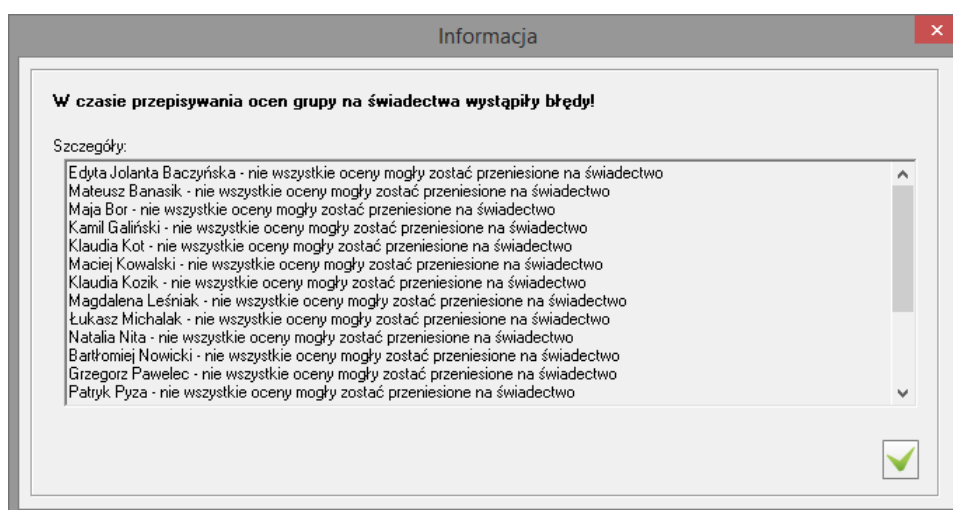 Informacja
W czasie przepisywania ocen grupy na świadectwa wystąpiły błędy!
Szczegóły:
Edyta Jolanta Baczyńska - nie wszystkie oceny mogły zostać przeniesione na świadectwo
Mateusz Banasik - nie wszystkie oceny mogły zostać przeniesione na świadectwo
Maja Bor - nie wszystkie oceny mogły zostać przeniesione na świadectwo
Kamil Galiński - nie wszystkie oceny mogły zostać przeniesione na świadectwo
Klaudia Kot - nie wszystkie oceny mogły zostać przeniesione na świadectwo
Maciej Kowalski - nie wszystkie oceny mogły zostać przeniesione na świadectwo
Klaudia Kozik - nie wszystkie oceny mogły zostać przeniesione na świadectwo
Magdalena Leśniak - nie wszystkie oceny mogły zostać przeniesione na świadectwo
Łukasz Michalak - nie wszystkie oceny mogły zostać przeniesione na świadectwo
Natalia Nita - nie wszystkie oceny mogły zostać przeniesione na świadectwo
Bartłomiej Nowicki - nie wszystkie oceny mogły zostać przeniesione na świadectwo
Grzegorz Pawelec - nie wszystkie oceny mogły zostać przeniesione na świadectwo
Patryk Pyza - nie wszystkie oceny mogły zostać przeniesione na świadectwo